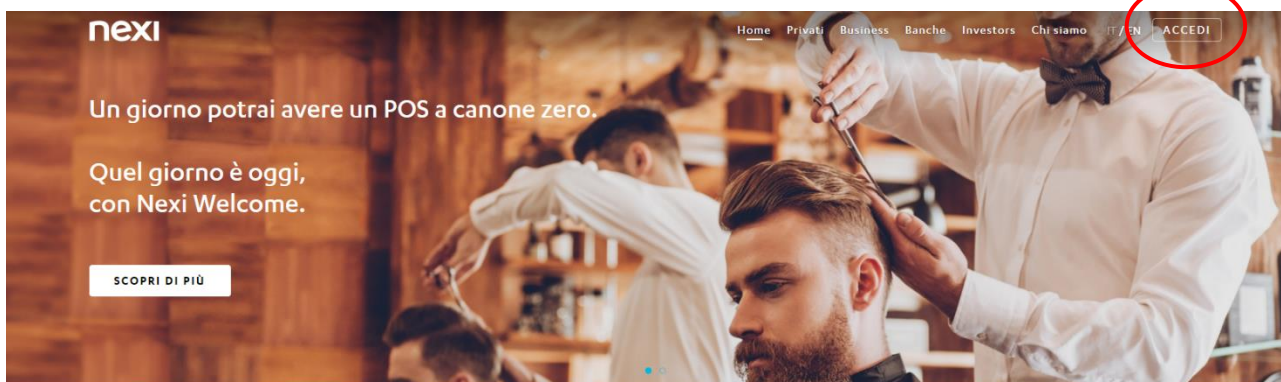 nexi
Home Privati Business Banche Investors Chi siamo IT/EN ACCEDI
Un giorno potrai avere un POS a canone zero.
Quel giorno è oggi,
con Nexi Welcome.
SCOPRI DI PIÙ